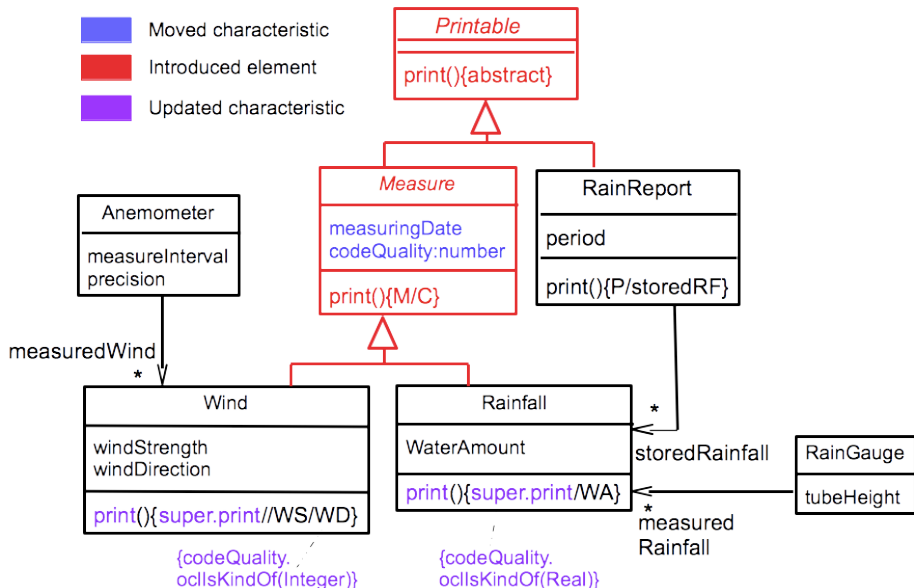 Moved characteristic
Introduced element
Updated characteristic
Printable
print(){abstract}
Measure
measuringDate
codeQuality:number
print(){M/C}
RainReport
period
print(){P/storedRF}
Anemometer
measureInterval
precision
measuredWind
*
Wind
windStrength
windDirection
print(){super.print//WS/WD}
{codeQuality.
oclIsKindOf(Integer)}
Rainfall
WaterAmount
print(){super.print/WA}
{codeQuality.
oclIsKindOf(Real)}
*
storedRainfall
RainGauge
tubeHeight
*
measured
Rainfall